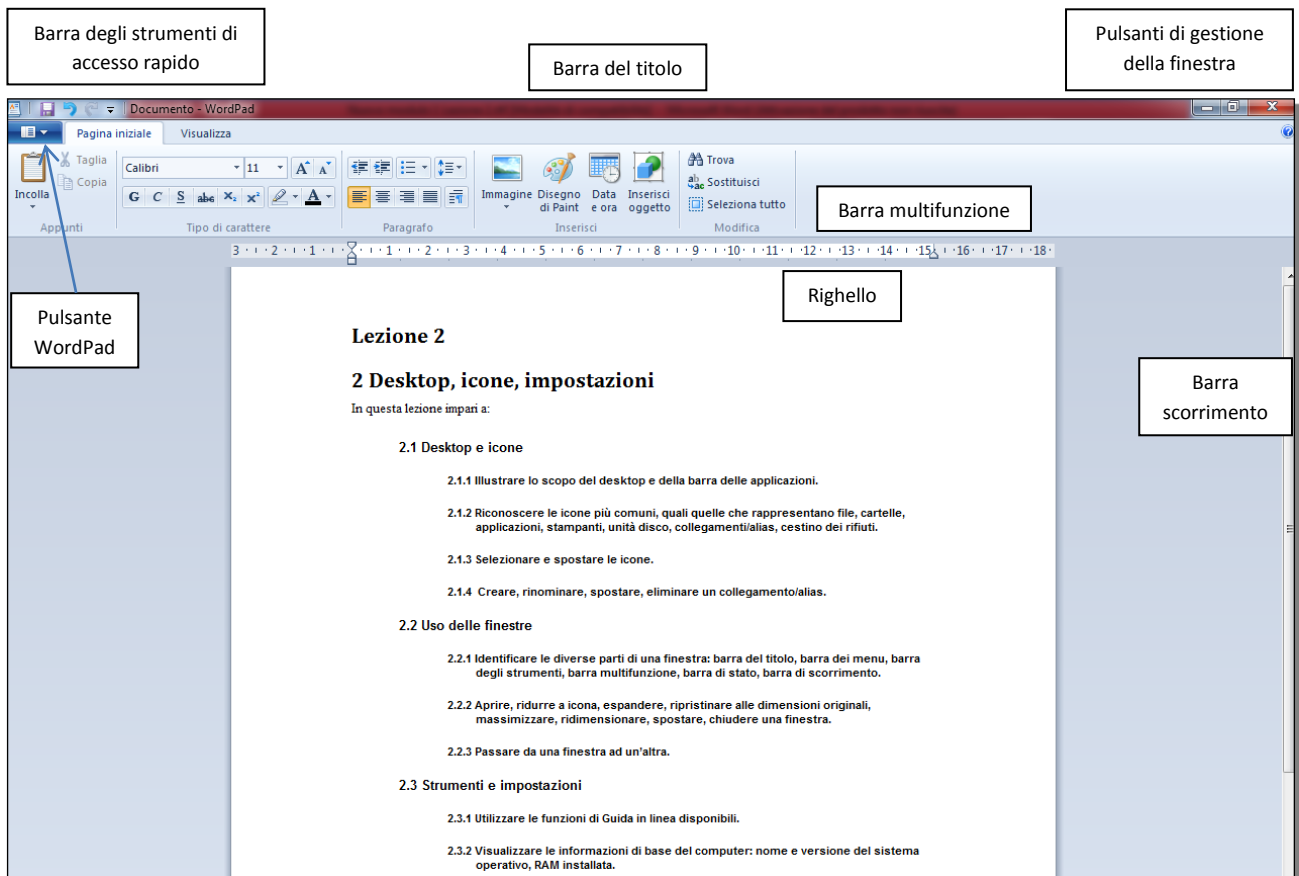 Barra degli strumenti di
accesso rapido
Barra del titolo
Pulsanti di gestione
della finestra
Documento - WordPad
Pagina iniziale Visualizza
Incolla
Taglia
Copia
Appunti
Calibri 11 A A
G C S abc X₂ X² A
Tipo di carattere
Paragrafo
Immagine Disegno di Paint Data e ora Inserisci oggetto
Inserisci
Trova
Sostituisci
Seleziona tutto
Modifica
Barra multifunzione
3 2 1 1 2 3 4 5 6 7 8 9 10 11 12 13 14 15 16 17 18
Righello
Pulsante
WordPad
Barra
scorrimento
Lezione 2
2 Desktop, icone, impostazioni
In questa lezione impari a:
2.1 Desktop e icone
2.1.1 Illustrare lo scopo del desktop e della barra delle applicazioni.
2.1.2 Riconoscere le icone più comuni, quali quelle che rappresentano file, cartelle,
applicazioni, stampanti, unità disco, collegamenti/alias, cestino dei rifiuti.
2.1.3 Selezionare e spostare le icone.
2.1.4 Creare, rinominare, spostare, eliminare un collegamento/alias.
2.2 Uso delle finestre
2.2.1 Identificare le diverse parti di una finestra: barra del titolo, barra dei menu, barra
degli strumenti, barra multifunzione, barra di stato, barra di scorrimento.
2.2.2 Aprire, ridurre a icona, espandere, ripristinare alle dimensioni originali,
massimizzare, ridimensionare, spostare, chiudere una finestra.
2.2.3 Passare da una finestra ad un'altra.
2.3 Strumenti e impostazioni
2.3.1 Utilizzare le funzioni di Guida in linea disponibili.
2.3.2 Visualizzare le informazioni di base del computer: nome e versione del sistema
operativo, RAM installata.